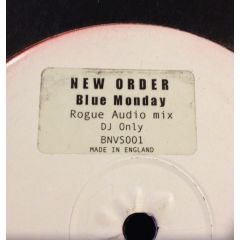 NEW ORDER
Blue Monday
Rogue Audio mix
DJ Only
BNVS001
MADE IN ENGLAND